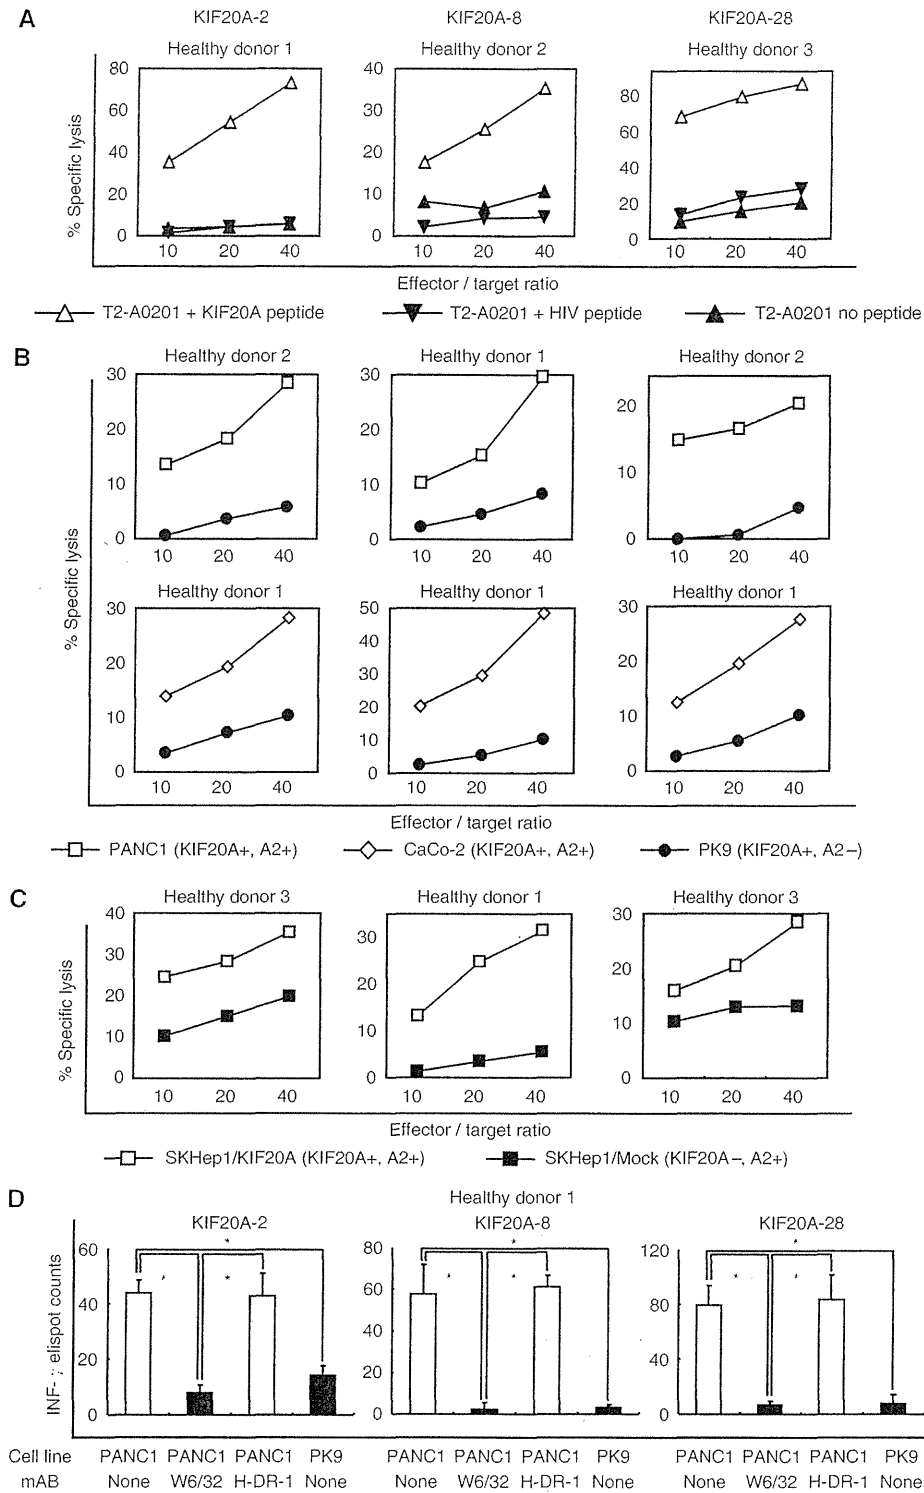 A
KIF20A-2 KIF20A-8 KIF20A-28
Healthy donor 1 Healthy donor 2 Healthy donor 3
% Specific lysis
80
60
40
20
0
10 20 40
40
30
20
10
0
10 20 40
80
60
40
20
0
10 20 40
Effector / target ratio
T2-A0201 + KIF20A peptide T2-A0201 + HIV peptide T2-A0201 no peptide
B
Healthy donor 2 Healthy donor 1 Healthy donor 2
% Specific lysis
30
20
10
0
10 20 40
30
20
10
0
10 20 40
20
10
0
10 20 40
Healthy donor 1 Healthy donor 1 Healthy donor 1
30
20
10
0
10 20 40
50
40
30
20
10
0
10 20 40
30
20
10
0
10 20 40
Effector / target ratio
PANC1 (KIF20A+, A2+) CaCo-2 (KIF20A+, A2+) PK9 (KIF20A+, A2−)
C
Healthy donor 3 Healthy donor 1 Healthy donor 3
% Specific lysis
40
30
20
10
0
10 20 40
30
20
10
0
10 20 40
30
20
10
0
10 20 40
Effector / target ratio
SKHep1/KIF20A (KIF20A+, A2+) SKHep1/Mock (KIF20A−, A2+)
D
Healthy donor 1
KIF20A-2 KIF20A-8 KIF20A-28
INF-; elispot counts
60
40
20
0
* * *
80
60
40
20
0
* * *
120
80
40
0
* * *
Cell line PANC1 PANC1 PANC1 PK9 PANC1 PANC1 PANC1 PK9 PANC1 PANC1 PANC1 PK9
mAB None W6/32 H-DR-1 None None W6/32 H-DR-1 None None W6/32 H-DR-1 None